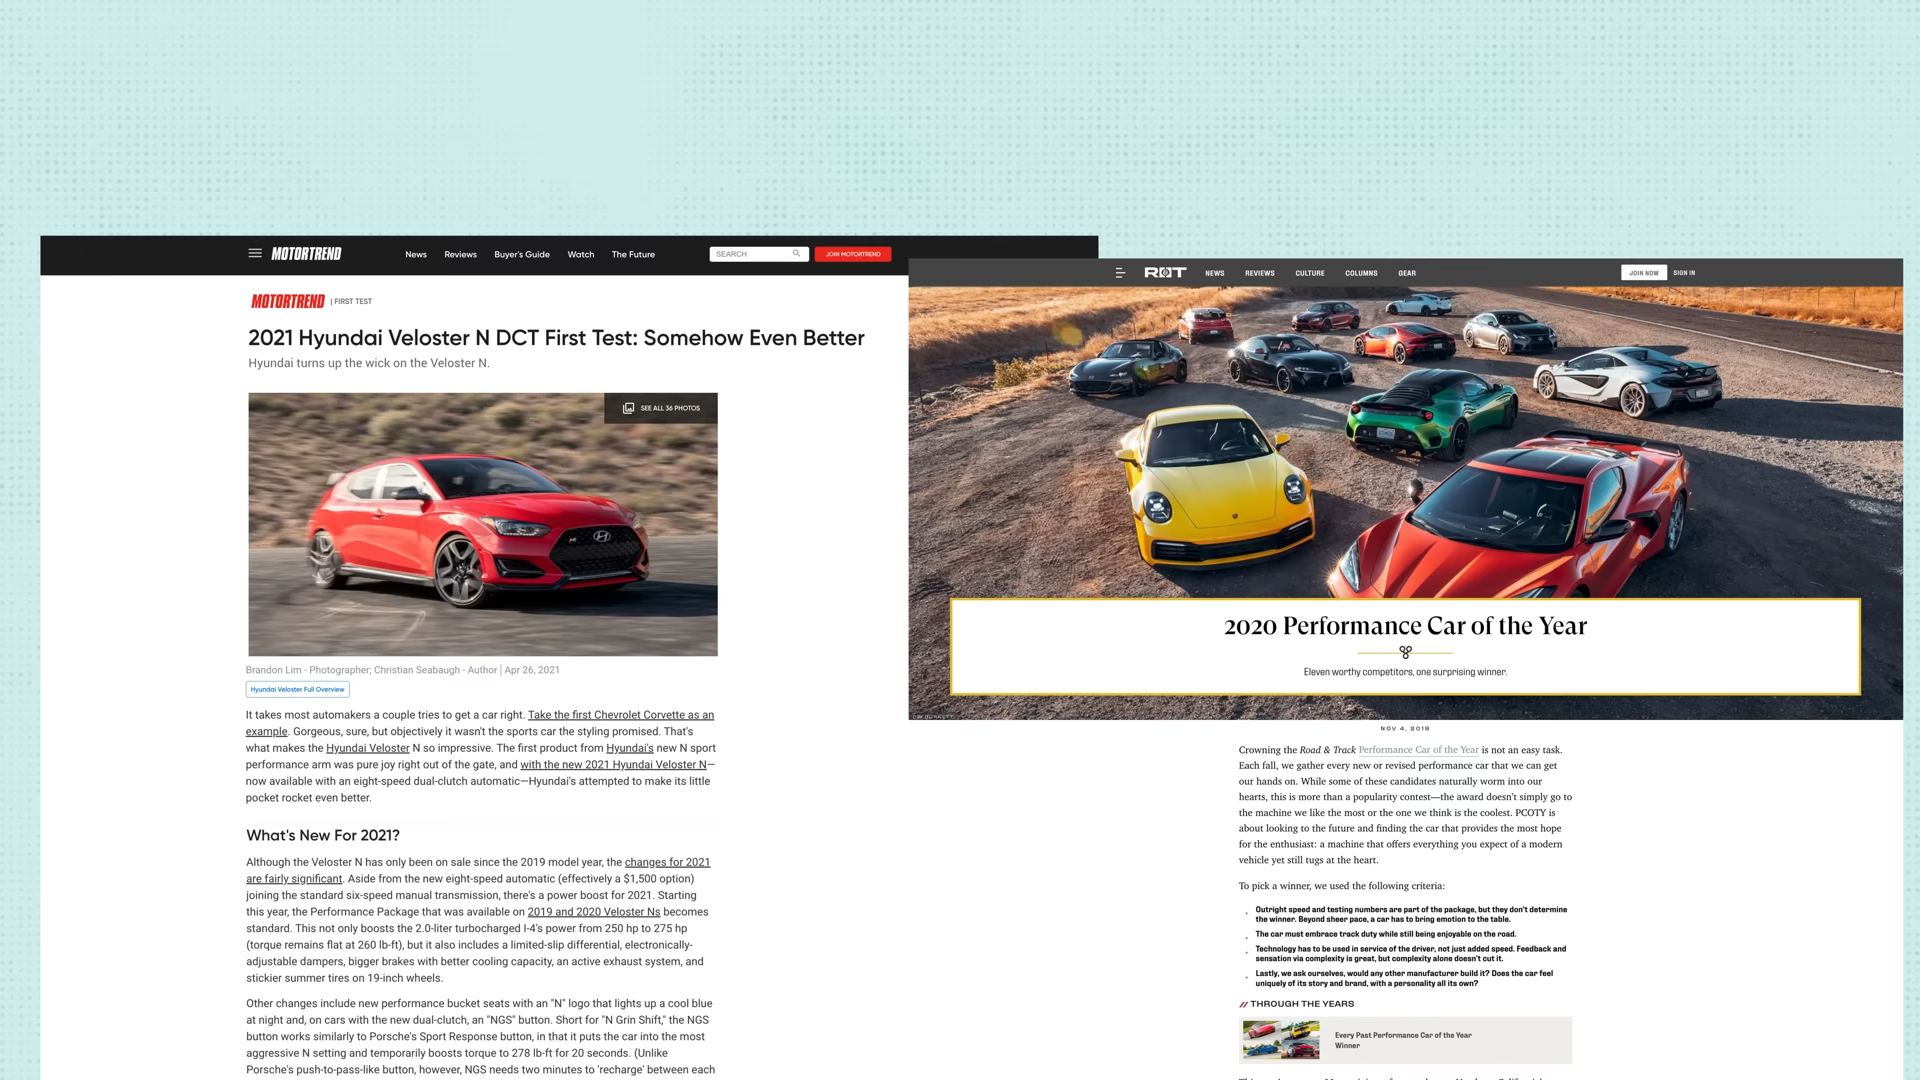 MOTORTREND
News Reviews Buyer's Guide Watch The Future
SEARCH
JOIN MOTORTREND
MOTORTREND | FIRST TEST
2021 Hyundai Veloster N DCT First Test: Somehow Even Better
Hyundai turns up the wick on the Veloster N.
SEE ALL 36 PHOTOS
Brandon Lim - Photographer; Christian Seabaugh - Author | Apr 26, 2021
Hyundai Veloster Full Overview
It takes most automakers a couple tries to get a car right. Take the first Chevrolet Corvette as an
example. Gorgeous, sure, but objectively it wasn't the sports car the styling promised. That's
what makes the Hyundai Veloster N so impressive. The first product from Hyundai's new N sport
performance arm was pure joy right out of the gate, and with the new 2021 Hyundai Veloster N—
now available with an eight-speed dual-clutch automatic—Hyundai's attempted to make its little
pocket rocket even better.
What's New For 2021?
Although the Veloster N has only been on sale since the 2019 model year, the changes for 2021
are fairly significant. Aside from the new eight-speed automatic (effectively a $1,500 option)
joining the standard six-speed manual transmission, there's a power boost for 2021. Starting
this year, the Performance Package that was available on 2019 and 2020 Veloster Ns becomes
standard. This not only boosts the 2.0-liter turbocharged I-4's power from 250 hp to 275 hp
(torque remains flat at 260 lb-ft), but it also includes a limited-slip differential, electronically-
adjustable dampers, bigger brakes with better cooling capacity, an active exhaust system, and
stickier summer tires on 19-inch wheels.
Other changes include new performance bucket seats with an "N" logo that lights up a cool blue
at night and, on cars with the new dual-clutch, an "NGS" button. Short for "N Grin Shift," the NGS
button works similarly to Porsche's Sport Response button, in that it puts the car into the most
aggressive N setting and temporarily boosts torque to 278 lb-ft for 20 seconds. (Unlike
Porsche's push-to-pass-like button, however, NGS needs two minutes to 'recharge' between each
R&T
NEWS REVIEWS CULTURE COLUMNS GEAR
JOIN NOW SIGN IN
2020 Performance Car of the Year
Eleven worthy competitors, one surprising winner.
NOV 4, 2019
Crowning the Road & Track Performance Car of the Year is not an easy task.
Each fall, we gather every new or revised performance car that we can get
our hands on. While some of these candidates naturally worm into our
hearts, this is more than a popularity contest—the award doesn't simply go to
the machine we like the most or the one we think is the coolest. PCOTY is
about looking to the future and finding the car that provides the most hope
for the enthusiast: a machine that offers everything you expect of a modern
vehicle yet still tugs at the heart.
To pick a winner, we used the following criteria:
Outright speed and testing numbers are part of the package, but they don't determine
the winner. Beyond sheer pace, a car has to bring emotion to the table.
The car must embrace track duty while still being enjoyable on the road.
Technology has to be used in service of the driver, not just added speed. Feedback and
sensation via complexity is great, but complexity alone doesn't cut it.
Lastly, we ask ourselves, would any other manufacturer build it? Does the car feel
uniquely of its story and brand, with a personality all its own?
// THROUGH THE YEARS
Every Past Performance Car of the Year
Winner